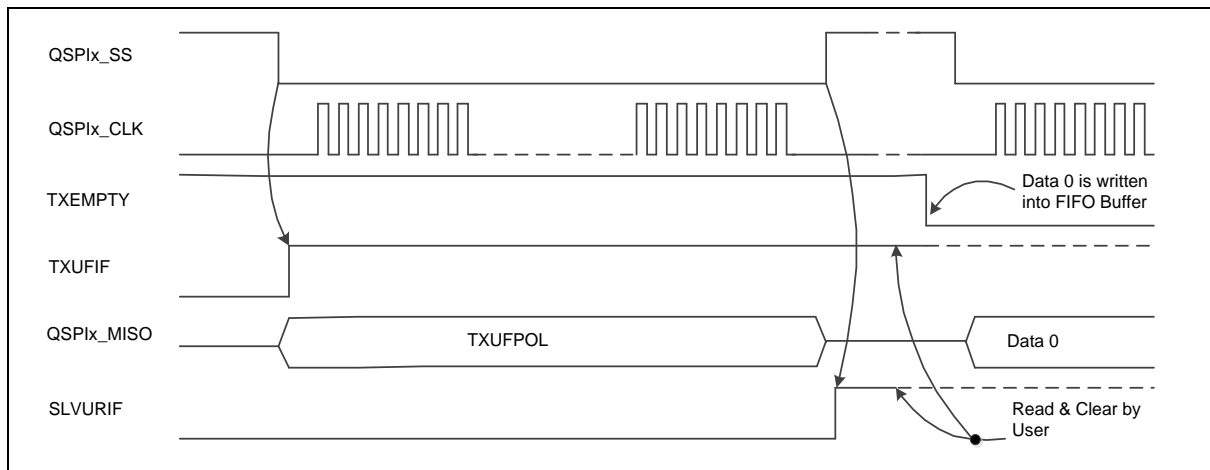 QSPIx_SS
QSPIx_CLK
TXEMPTY
Data 0 is written
into FIFO Buffer
TXUFIF
QSPIx_MISO
TXUFPOL
Data 0
SLVURIF
Read & Clear by
User